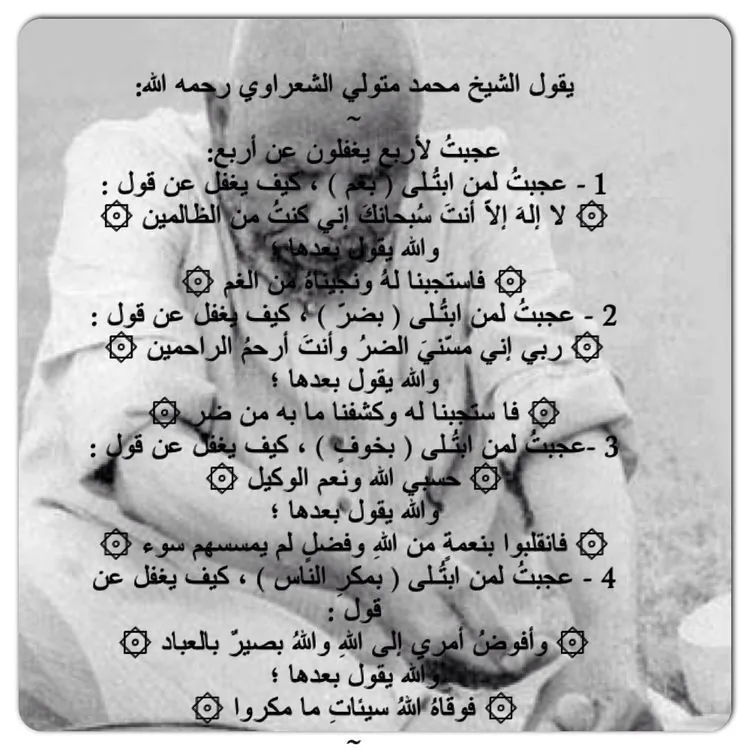 يقول الشيخ محمد متولي الشعراوي رحمه الله:
~
عجبتُ لأربع يغفلون عن أربع:
1 - عجبتُ لمن ابتُلى ( بغم ) ، كيف يغفل عن قول :
۞ لا إلهَ إلاّ أنتَ سُبحانكَ إني كنتُ من الظالمين ۞
والله يقول بعدها ؛
۞ فاستجبنا لهُ ونجيناهُ من الغم ۞
2 - عجبتُ لمن ابتُلى ( بضرّ ) ، كيف يغفل عن قول :
۞ ربي إني مسّنيَ الضرُ وأنتَ أرحمُ الراحمين ۞
والله يقول بعدها ؛
۞ فا ستجبنا له وكشفنا ما به من ضر ۞
3 -عجبتُ لمن ابتُلى ( بخوفٍ ) ، كيف يغفل عن قول :
۞ حسبي الله ونعم الوكيل ۞
والله يقول بعدها ؛
۞ فانقلبوا بنعمةٍ من اللهِ وفضلٍ لم يمسسهم سوء ۞
4 - عجبتُ لمن ابتُلى ( بمكرِ الناس ) ، كيف يغفل عن
قول :
۞ وأفوضُ أمري إلى اللهِ واللهُ بصيرٌ بالعباد ۞
والله يقول بعدها ؛
۞ فوقاهُ اللهُ سيئاتِ ما مكروا ۞
~